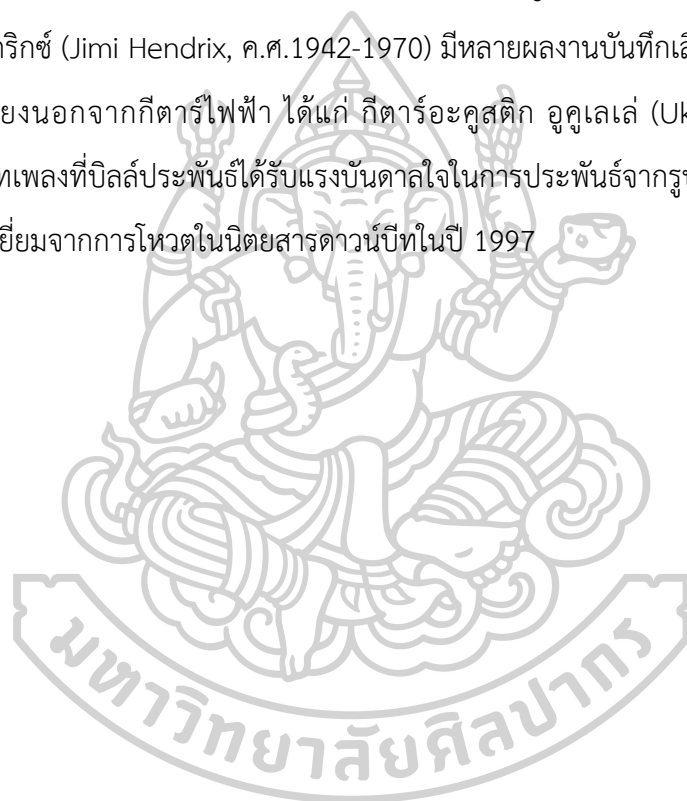 ริกซ์ (Jimi Hendrix, ค.ศ.1942-1970) มีหลายผลงานบันทึกเสี
ยงนอกจากกีตาร์ไฟฟ้า ได้แก่ กีตาร์อะคูสติก อูคูเลเล่ (Uk
ทเพลงที่บิลล์ประพันธ์ได้รับแรงบันดาลใจในการประพันธ์จากรูป
ยี่ยมจากการโหวตในนิตยสารดาวน์บีทในปี 1997
มหาวิทยาลัยศิลปากร